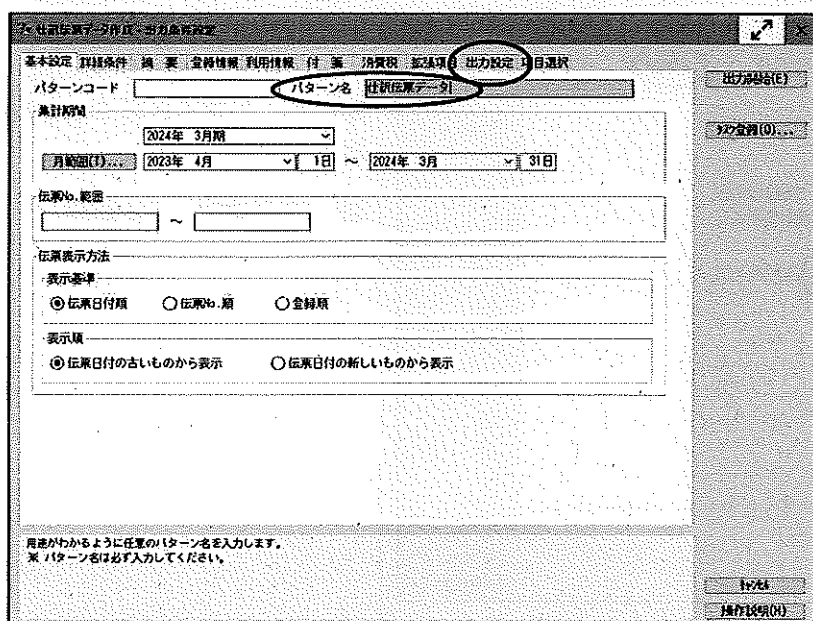 仕訳伝票データ作成 - 出力条件設定
基本設定 詳細条件 摘 要 登録情報 利用情報 付 箋 消費税 拡張項目 出力設定 項目選択
パターンコード パターン名 仕訳伝票データ
出力開始(E)
集計期間
タスク登録(O)...
2024年 3月期
月範囲(T)... 2023年 4月 1日 ～ 2024年 3月 31日
伝票No.範囲
～
伝票表示方法
表示基準
伝票日付順 伝票No.順 登録順
表示順
伝票日付の古いものから表示 伝票日付の新しいものから表示
用途がわかるように任意のパターン名を入力します。
※ パターン名は必ず入力してください。
キャンセル
操作説明(H)